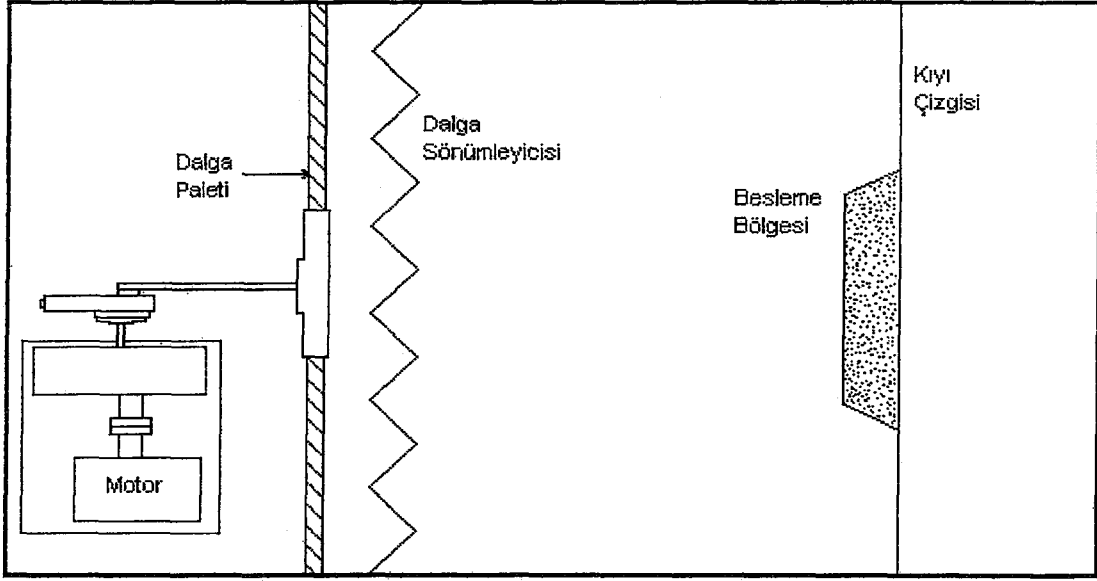 Kıyı
Çizgisi
Dalga
Sönümleyicisi
Dalga
Paleti
Besleme
Bölgesi
Motor